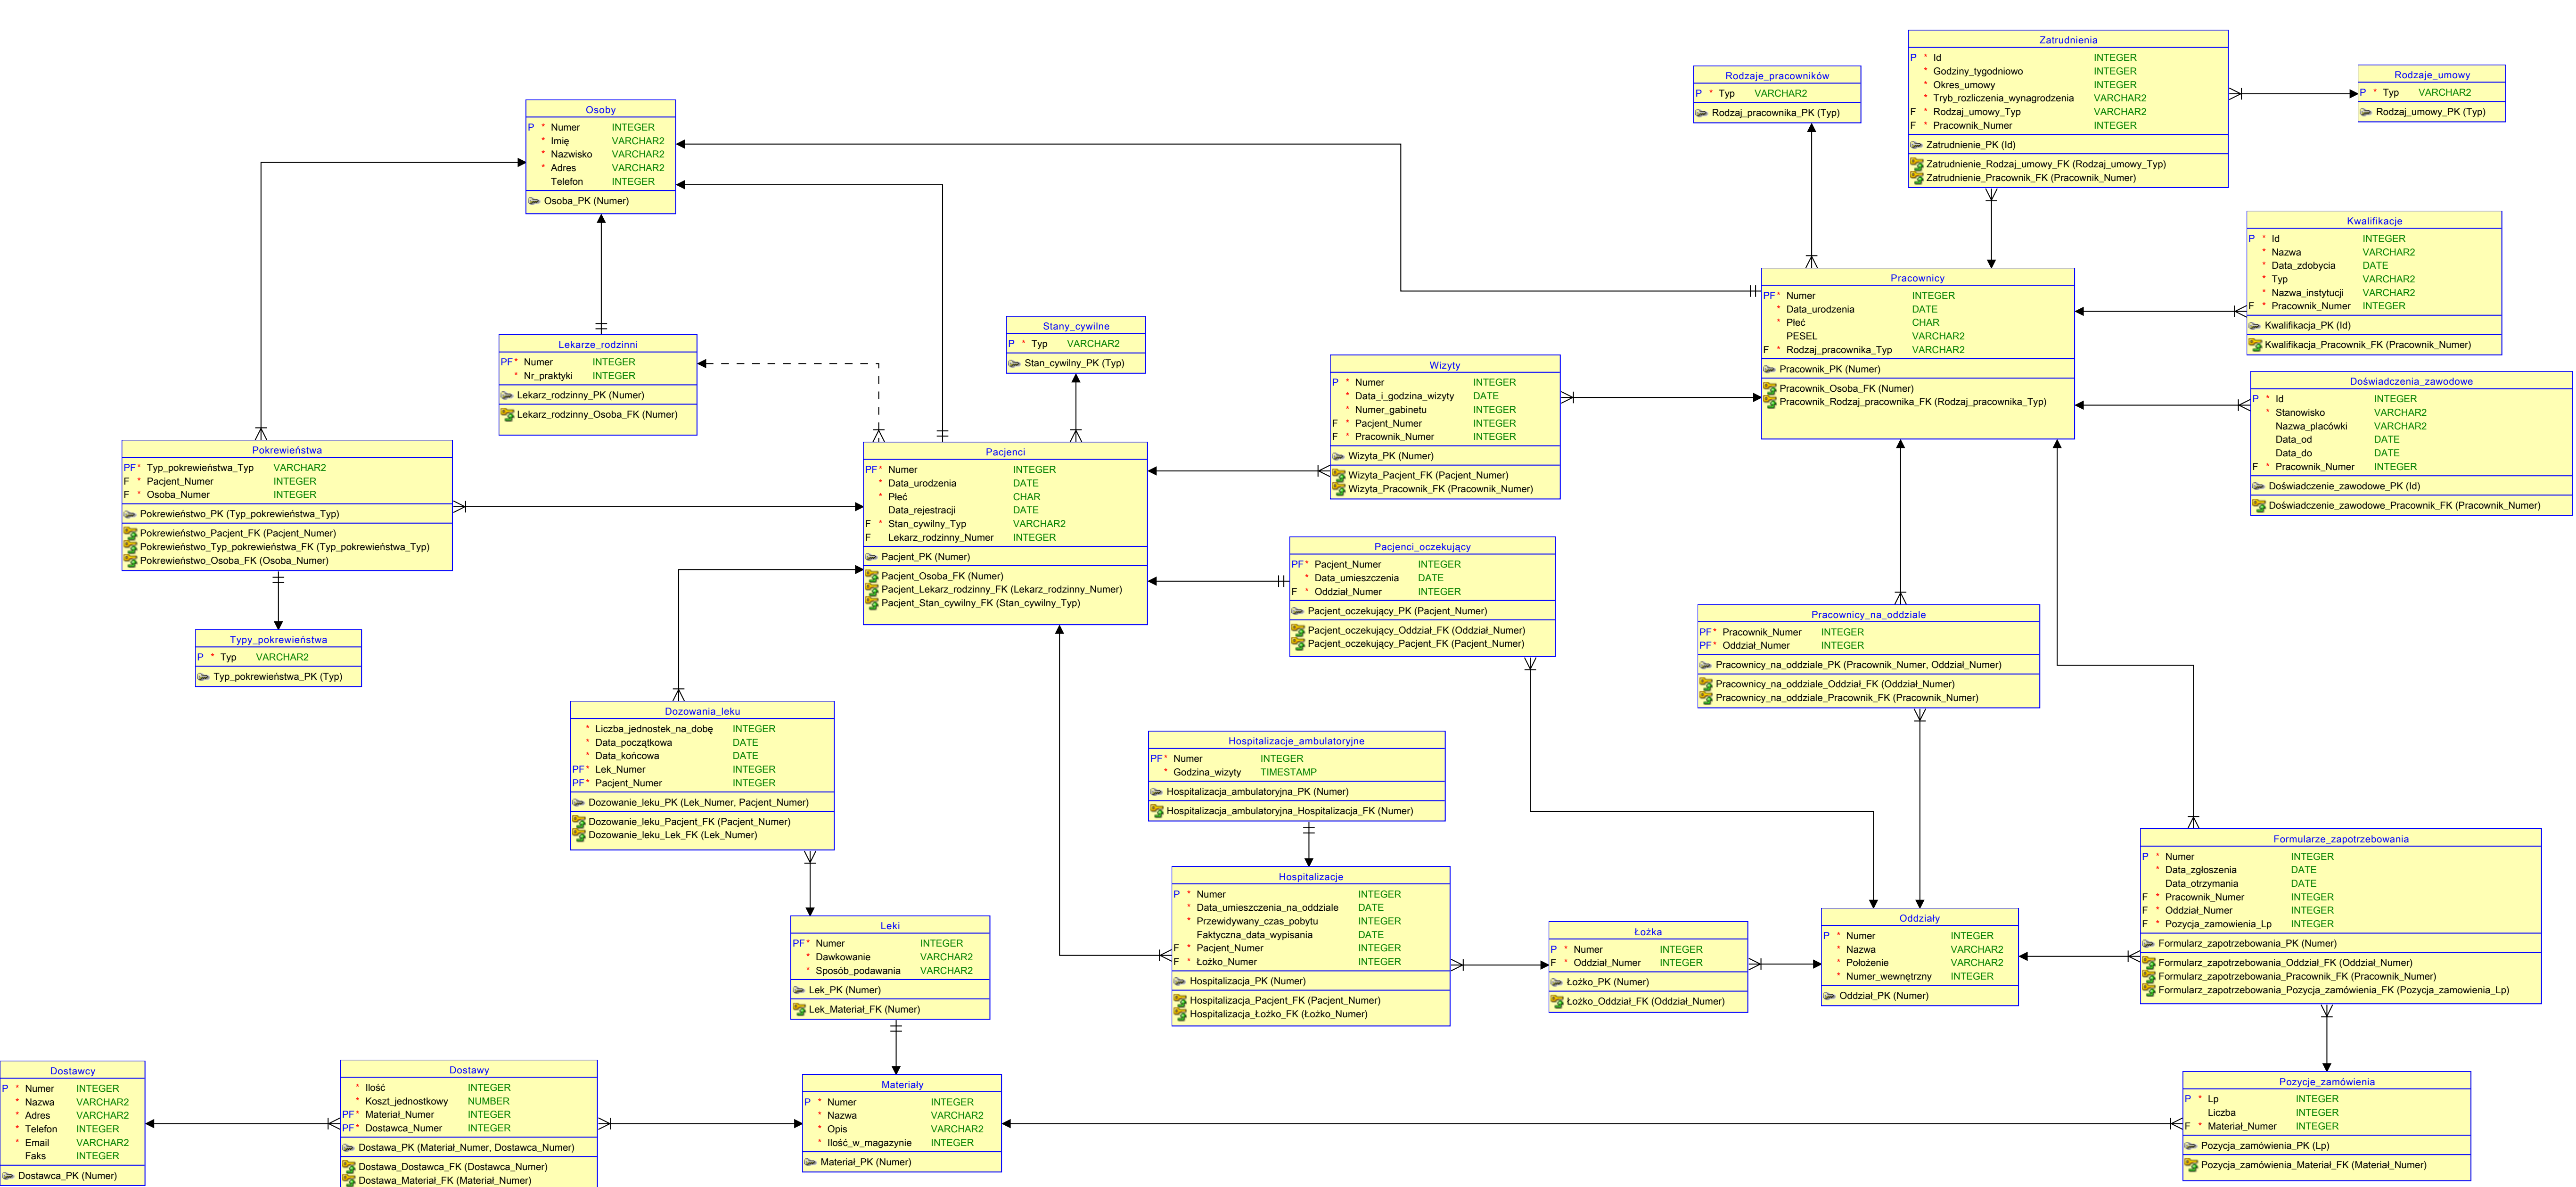 Osoby
P * Numer INTEGER
* Imię VARCHAR2
* Nazwisko VARCHAR2
* Adres VARCHAR2
Telefon INTEGER
Osoba_PK (Numer)
Rodzaje_pracowników
P * Typ VARCHAR2
Rodzaj_pracownika_PK (Typ)
Zatrudnienia
P * Id INTEGER
* Godziny_tygodniowo INTEGER
* Okres_umowy INTEGER
* Tryb_rozliczenia_wynagrodzenia VARCHAR2
F * Rodzaj_umowy_Typ VARCHAR2
F * Pracownik_Numer INTEGER
Zatrudnienie_PK (Id)
Zatrudnienie_Rodzaj_umowy_FK (Rodzaj_umowy_Typ)
Zatrudnienie_Pracownik_FK (Pracownik_Numer)
Rodzaje_umowy
P * Typ VARCHAR2
Rodzaj_umowy_PK (Typ)
Kwalifikacje
P * Id INTEGER
* Nazwa VARCHAR2
* Data_zdobycia DATE
* Typ VARCHAR2
* Nazwa_instytucji VARCHAR2
F * Pracownik_Numer INTEGER
Kwalifikacja_PK (Id)
Kwalifikacja_Pracownik_FK (Pracownik_Numer)
Pracownicy
PF* Numer INTEGER
* Data_urodzenia DATE
* Płeć CHAR
PESEL VARCHAR2
F * Rodzaj_pracownika_Typ VARCHAR2
Pracownik_PK (Numer)
Pracownik_Osoba_FK (Numer)
Pracownik_Rodzaj_pracownika_FK (Rodzaj_pracownika_Typ)
Doświadczenia_zawodowe
P * Id INTEGER
* Stanowisko VARCHAR2
Nazwa_placówki VARCHAR2
Data_od DATE
Data_do DATE
F * Pracownik_Numer INTEGER
Doświadczenie_zawodowe_PK (Id)
Doświadczenie_zawodowe_Pracownik_FK (Pracownik_Numer)
Lekarze_rodzinni
PF* Numer INTEGER
* Nr_praktyki INTEGER
Lekarz_rodzinny_PK (Numer)
Lekarz_rodzinny_Osoba_FK (Numer)
Stany_cywilne
P * Typ VARCHAR2
Stan_cywilny_PK (Typ)
Wizyty
P * Numer INTEGER
* Data_i_godzina_wizyty DATE
* Numer_gabinetu INTEGER
F * Pacjent_Numer INTEGER
F * Pracownik_Numer INTEGER
Wizyta_PK (Numer)
Wizyta_Pacjent_FK (Pacjent_Numer)
Wizyta_Pracownik_FK (Pracownik_Numer)
Pokrewieństwa
PF* Typ_pokrewieństwa_Typ VARCHAR2
F * Pacjent_Numer INTEGER
F * Osoba_Numer INTEGER
Pokrewieństwo_PK (Typ_pokrewieństwa_Typ)
Pokrewieństwo_Pacjent_FK (Pacjent_Numer)
Pokrewieństwo_Typ_pokrewieństwa_FK (Typ_pokrewieństwa_Typ)
Pokrewieństwo_Osoba_FK (Osoba_Numer)
Pacjenci
PF* Numer INTEGER
* Data_urodzenia DATE
* Płeć CHAR
Data_rejestracji DATE
F * Stan_cywilny_Typ VARCHAR2
F Lekarz_rodzinny_Numer INTEGER
Pacjent_PK (Numer)
Pacjent_Osoba_FK (Numer)
Pacjent_Lekarz_rodzinny_FK (Lekarz_rodzinny_Numer)
Pacjent_Stan_cywilny_FK (Stan_cywilny_Typ)
Pacjenci_oczekujący
PF* Pacjent_Numer INTEGER
* Data_umieszczenia DATE
F * Oddział_Numer INTEGER
Pacjent_oczekujący_PK (Pacjent_Numer)
Pacjent_oczekujący_Oddział_FK (Oddział_Numer)
Pacjent_oczekujący_Pacjent_FK (Pacjent_Numer)
Typy_pokrewieństwa
P * Typ VARCHAR2
Typ_pokrewieństwa_PK (Typ)
Pracownicy_na_oddziale
PF* Pracownik_Numer INTEGER
PF* Oddział_Numer INTEGER
Pracownicy_na_oddziale_PK (Pracownik_Numer, Oddział_Numer)
Pracownicy_na_oddziale_Oddział_FK (Oddział_Numer)
Pracownicy_na_oddziale_Pracownik_FK (Pracownik_Numer)
Dozowania_leku
* Liczba_jednostek_na_dobę INTEGER
* Data_początkowa DATE
* Data_końcowa DATE
PF* Lek_Numer INTEGER
PF* Pacjent_Numer INTEGER
Dozowanie_leku_PK (Lek_Numer, Pacjent_Numer)
Dozowanie_leku_Pacjent_FK (Pacjent_Numer)
Dozowanie_leku_Lek_FK (Lek_Numer)
Hospitalizacje_ambulatoryjne
PF* Numer INTEGER
* Godzina_wizyty TIMESTAMP
Hospitalizacja_ambulatoryjna_PK (Numer)
Hospitalizacja_ambulatoryjna_Hospitalizacja_FK (Numer)
Formularze_zapotrzebowania
P * Numer INTEGER
* Data_zgłoszenia DATE
Data_otrzymania DATE
F * Pracownik_Numer INTEGER
F * Oddział_Numer INTEGER
F * Pozycja_zamowienia_Lp INTEGER
Formularz_zapotrzebowania_PK (Numer)
Formularz_zapotrzebowania_Oddział_FK (Oddział_Numer)
Formularz_zapotrzebowania_Pracownik_FK (Pracownik_Numer)
Formularz_zapotrzebowania_Pozycja_zamówienia_FK (Pozycja_zamowienia_Lp)
Hospitalizacje
P * Numer INTEGER
* Data_umieszczenia_na_oddziale DATE
* Przewidywany_czas_pobytu INTEGER
Faktyczna_data_wypisania DATE
F * Pacjent_Numer INTEGER
F * Łożko_Numer INTEGER
Hospitalizacja_PK (Numer)
Hospitalizacja_Pacjent_FK (Pacjent_Numer)
Hospitalizacja_Łożko_FK (Łożko_Numer)
Łożka
P * Numer INTEGER
F * Oddział_Numer INTEGER
Łożko_PK (Numer)
Łożko_Oddział_FK (Oddział_Numer)
Oddziały
P * Numer INTEGER
* Nazwa VARCHAR2
* Położenie VARCHAR2
* Numer_wewnętrzny INTEGER
Oddział_PK (Numer)
Leki
PF* Numer INTEGER
* Dawkowanie VARCHAR2
* Sposób_podawania VARCHAR2
Lek_PK (Numer)
Lek_Materiał_FK (Numer)
Dostawcy
P * Numer INTEGER
* Nazwa VARCHAR2
* Adres VARCHAR2
* Telefon INTEGER
* Email VARCHAR2
Faks INTEGER
Dostawca_PK (Numer)
Dostawy
* Ilość INTEGER
* Koszt_jednostkowy NUMBER
PF* Materiał_Numer INTEGER
PF* Dostawca_Numer INTEGER
Dostawa_PK (Materiał_Numer, Dostawca_Numer)
Dostawa_Dostawca_FK (Dostawca_Numer)
Dostawa_Materiał_FK (Materiał_Numer)
Materiały
P * Numer INTEGER
* Nazwa VARCHAR2
* Opis VARCHAR2
* Ilość_w_magazynie INTEGER
Materiał_PK (Numer)
Pozycje_zamówienia
P * Lp INTEGER
Liczba INTEGER
F * Materiał_Numer INTEGER
Pozycja_zamówienia_PK (Lp)
Pozycja_zamówienia_Materiał_FK (Materiał_Numer)